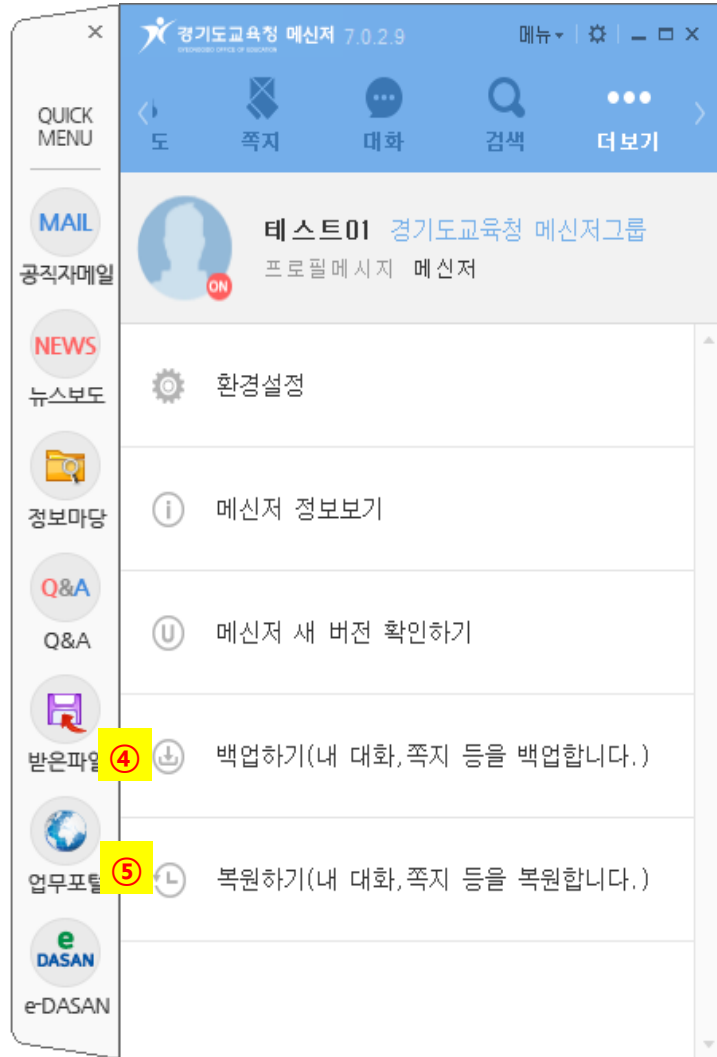 QUICK
MENU
MAIL
공직자메일
NEWS
뉴스보도
정보마당
Q&A
Q&A
받은파일
업무포털
e
DASAN
e-DASAN
경기도교육청 메신저 7.0.2.9
GYEONGGIDO OFFICE OF EDUCATION
메뉴
도
쪽지
대화
검색
더보기
테스트01 경기도교육청 메신저그룹
프로필메시지 메신저
ON
환경설정
i
메신저 정보보기
U
메신저 새 버전 확인하기
④
백업하기(내 대화,쪽지 등을 백업합니다.)
⑤
복원하기(내 대화,쪽지 등을 복원합니다.)